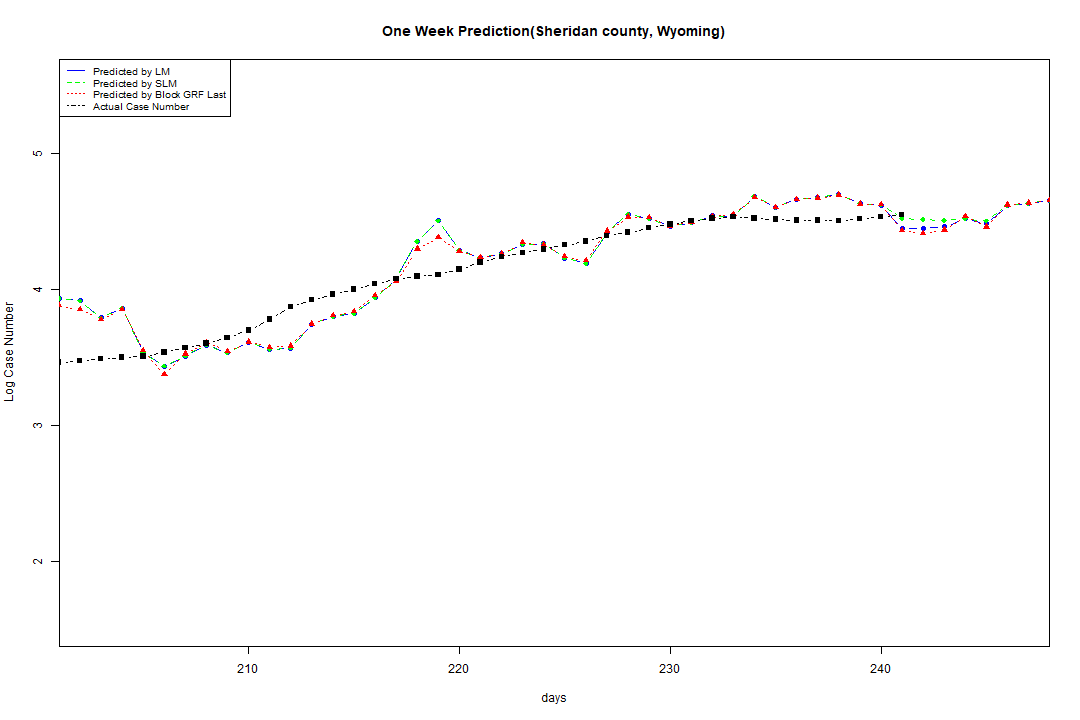 One Week Prediction(Sheridan county, Wyoming)
Predicted by LM
Predicted by SLM
Predicted by Block GRF Last
Actual Case Number
5
4
3
2
Log Case Number
210 220 230 240
days